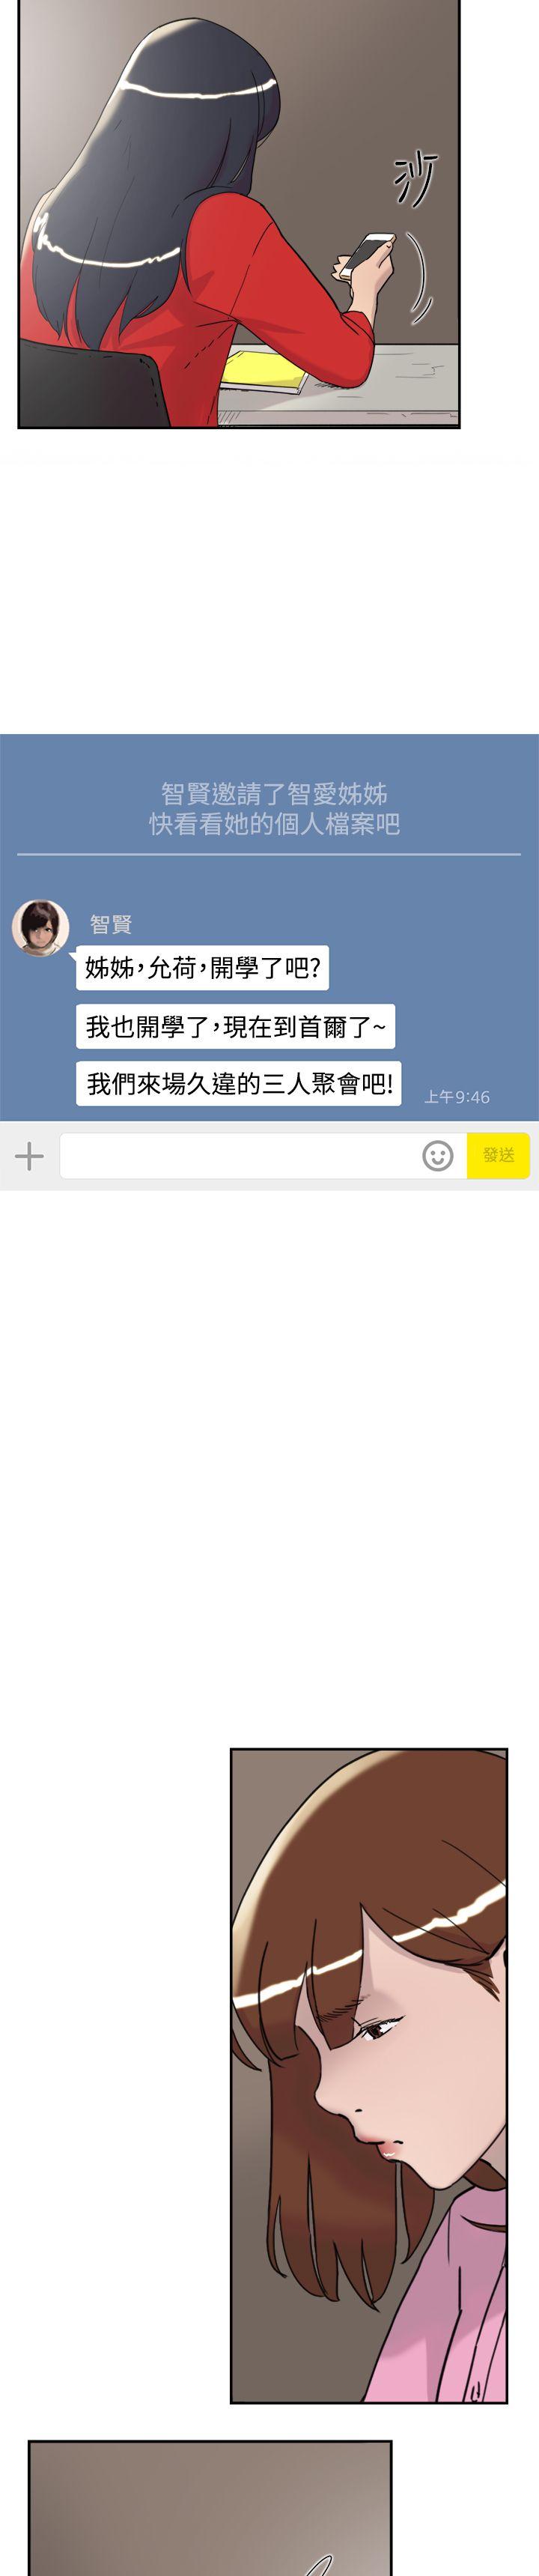 沙
智賢邀請了智愛姊姊
快看看她的個人檔案吧
智賢
姊姊，允荷，開學了吧?
我也開學了，現在到首爾了~
我們來場久違的三人聚會吧!
上午9:46
發送